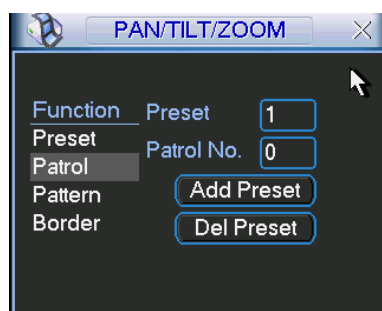 PAN/TILT/ZOOM
Function
Preset
Patrol
Pattern
Border
Preset 1
Patrol No. 0
Add Preset
Del Preset